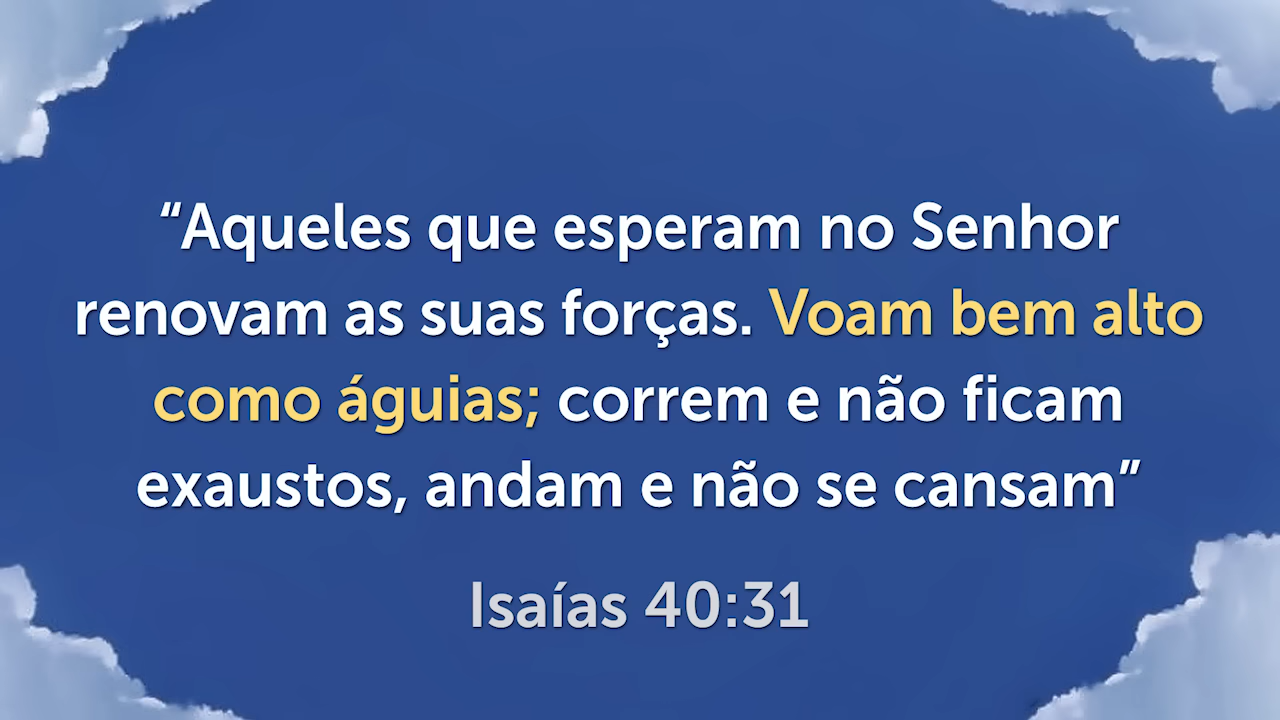 “Aqueles que esperam no Senhor
renovam as suas forças. Voam bem alto
como águias; correm e não ficam
exaustos, andam e não se cansam”
Isaías 40:31